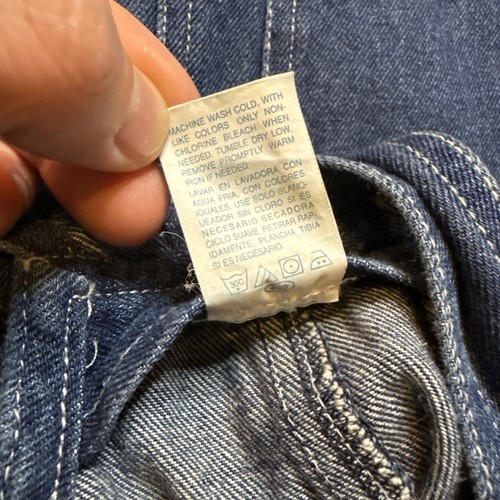 MACHINE WASH COLD, WITH
LIKE COLORS ONLY NON-
CHLORINE BLEACH WHEN
NEEDED. TUMBLE DRY LOW.
REMOVE PROMPTLY WARM
IRON IF NEEDED
LAVAR EN LAVADORA CON
AGUA FRIA, CON COLORES
IGUALES. USE SOLO BLANQ-
UEADOR SIN CLORO SI ES
NECESARIO SECADORA
CICLO SUAVE RETIRAR RAP-
IDAMENTE, PLANCHA TIBIA
SI ES NECESARIO.
30C